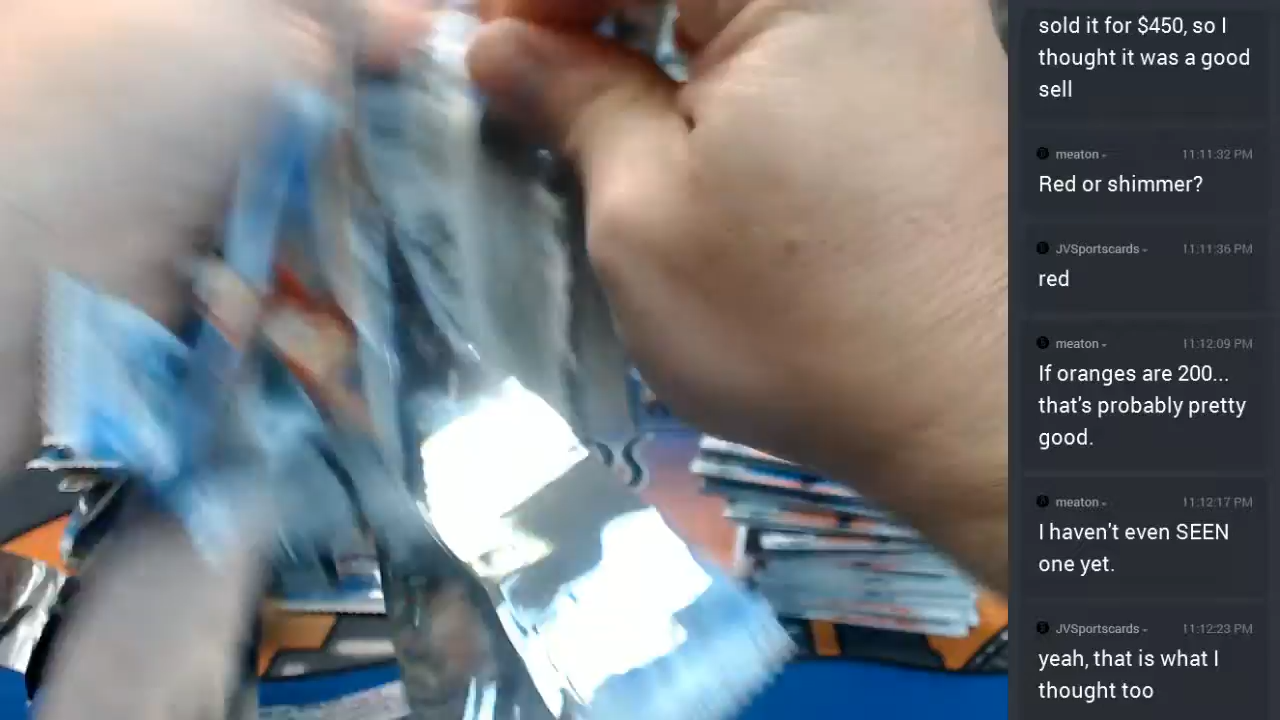 sold it for $450, so I
thought it was a good
sell
meaton
11:11:32 PM
Red or shimmer?
JVSportscards
11:11:36 PM
red
meaton
11:12:09 PM
If oranges are 200...
that's probably pretty
good.
meaton
11:12:17 PM
I haven't even SEEN
one yet.
JVSportscards
11:12:23 PM
yeah, that is what I
thought too